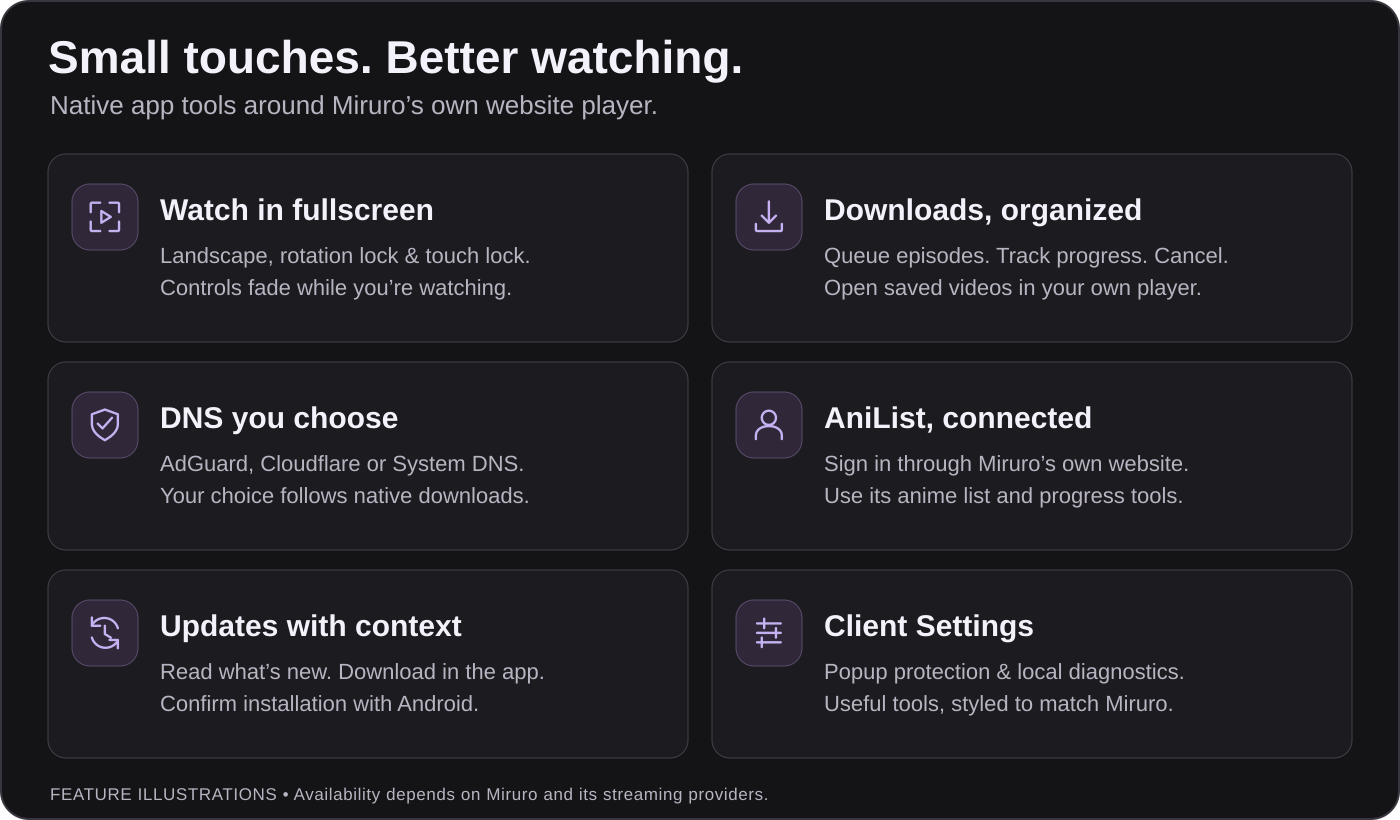 Small touches. Better watching.
Native app tools around Miruro’s own website player.
Watch in fullscreen
Landscape, rotation lock & touch lock.
Controls fade while you’re watching.
Downloads, organized
Queue episodes. Track progress. Cancel.
Open saved videos in your own player.
DNS you choose
AdGuard, Cloudflare or System DNS.
Your choice follows native downloads.
AniList, connected
Sign in through Miruro’s own website.
Use its anime list and progress tools.
Updates with context
Read what’s new. Download in the app.
Confirm installation with Android.
Client Settings
Popup protection & local diagnostics.
Useful tools, styled to match Miruro.
FEATURE ILLUSTRATIONS • Availability depends on Miruro and its streaming providers.